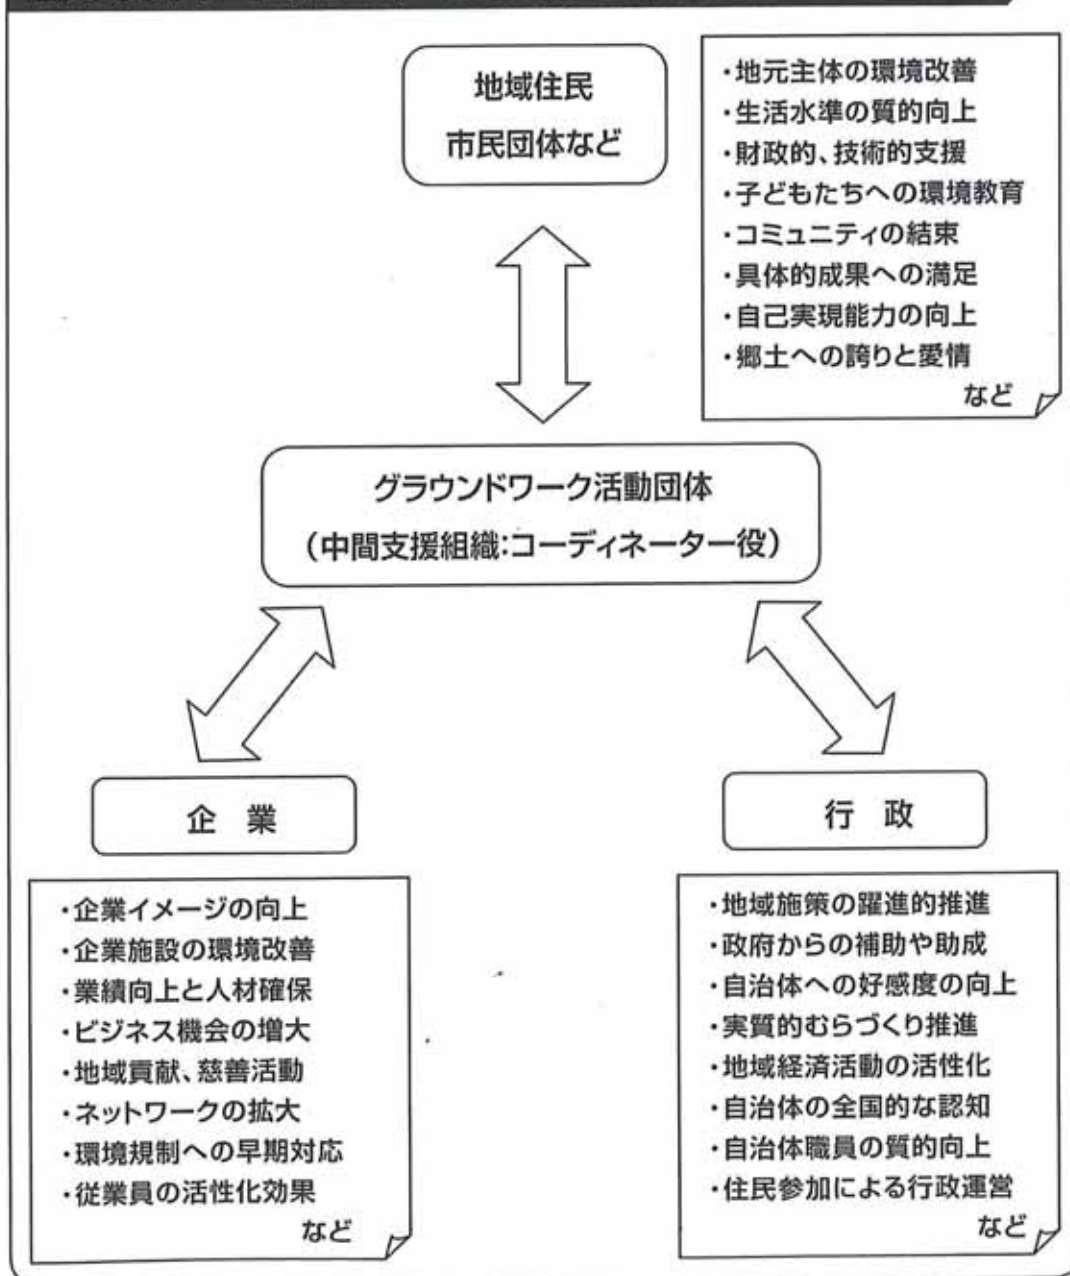 地域住民
市民団体など
・地元主体の環境改善
・生活水準の質的向上
・財政的、技術的支援
・子どもたちへの環境教育
・コミュニティの結束
・具体的成果への満足
・自己実現能力の向上
・郷土への誇りと愛情
など
グラウンドワーク活動団体
（中間支援組織:コーディネーター役）
企　業
・企業イメージの向上
・企業施設の環境改善
・業績向上と人材確保
・ビジネス機会の増大
・地域貢献、慈善活動
・ネットワークの拡大
・環境規制への早期対応
・従業員の活性化効果
など
行　政
・地域施策の躍進的推進
・政府からの補助や助成
・自治体への好感度の向上
・実質的むらづくり推進
・地域経済活動の活性化
・自治体の全国的な認知
・自治体職員の質的向上
・住民参加による行政運営
など